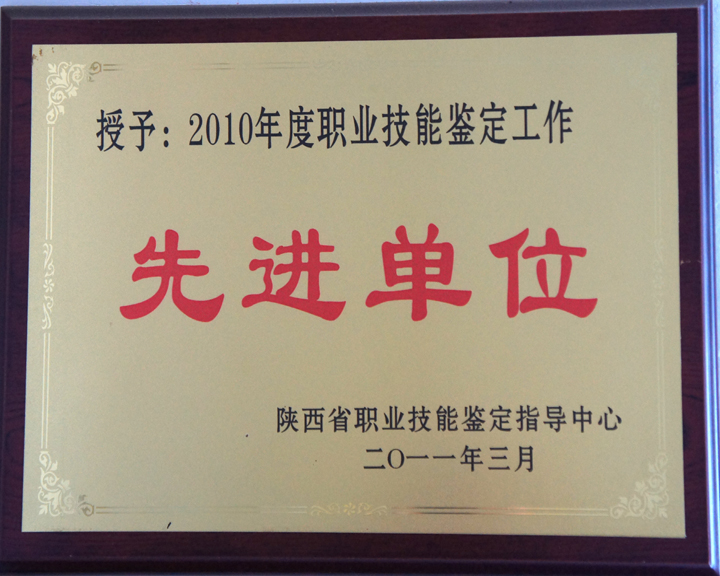 授予：2010年度职业技能鉴定工作
先进单位
陕西省职业技能鉴定指导中心
二〇一一年三月